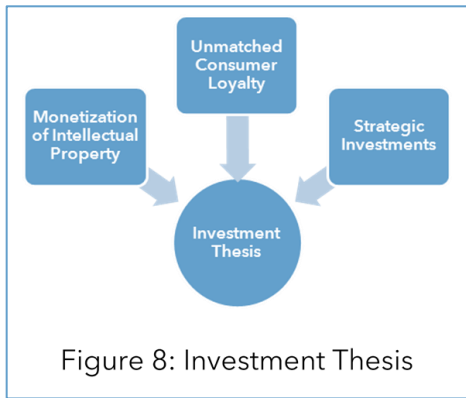 Unmatched
Consumer
Loyalty
Monetization
of Intellectual
Property
Strategic
Investments
Investment
Thesis
Figure 8: Investment Thesis